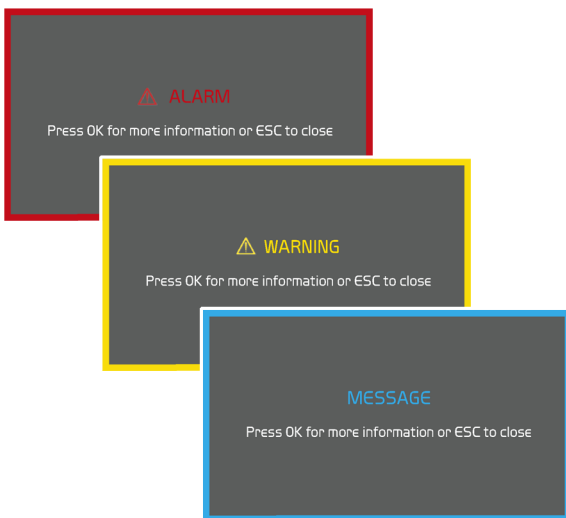 ALARM
Press OK for more information or ESC to close
WARNING
Press OK for more information or ESC to close
MESSAGE
Press OK for more information or ESC to close